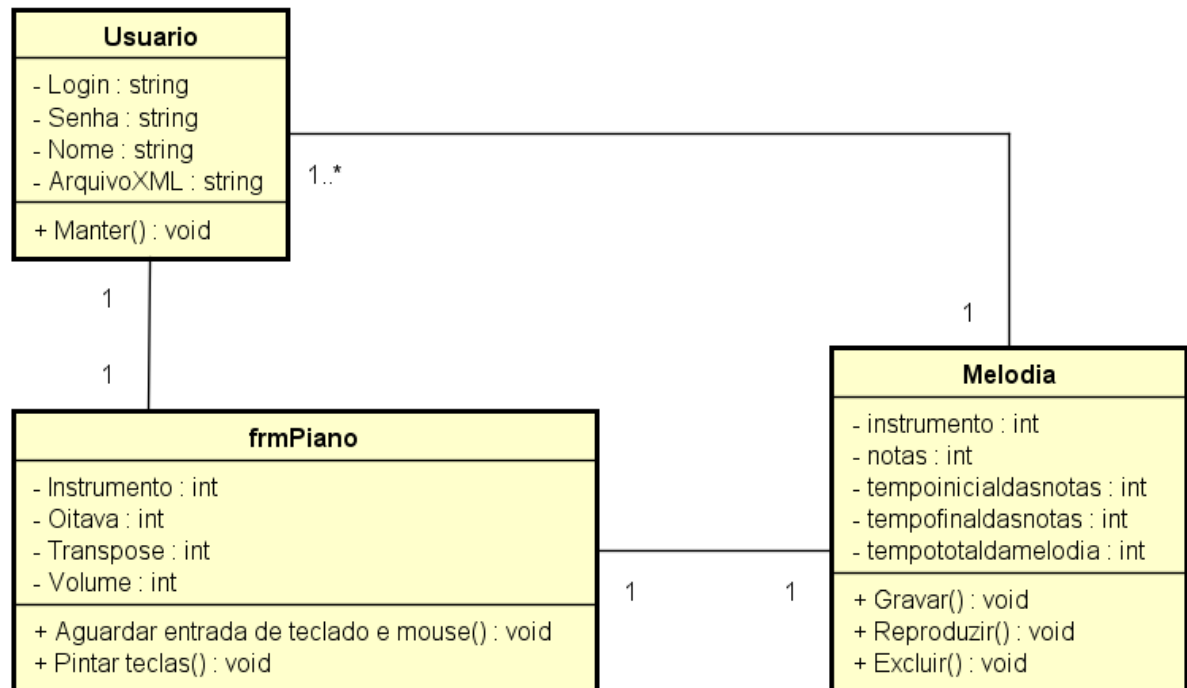 Usuario
- Login : string
- Senha : string
- Nome : string
- ArquivoXML : string
+ Manter() : void
1..*
1
1
1
frmPiano
- Instrumento : int
- Oitava : int
- Transpose : int
- Volume : int
+ Aguardar entrada de teclado e mouse() : void
+ Pintar teclas() : void
1
1
Melodia
- instrumento : int
- notas : int
- tempoinicialdasnotas : int
- tempofinaldasnotas : int
- tempototaldamelodia : int
+ Gravar() : void
+ Reproduzir() : void
+ Excluir() : void